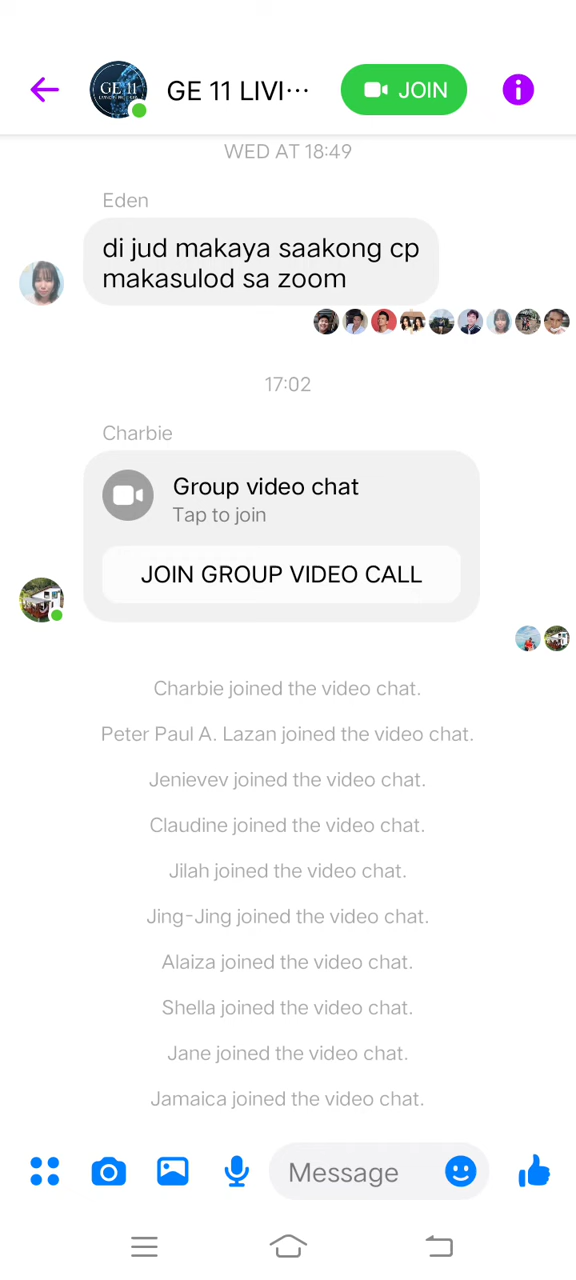 GE 11
GE 11 LIVI···
JOIN
WED AT 18:49
Eden
di jud makaya saakong cp
makasulod sa zoom
17:02
Charbie
Group video chat
Tap to join
JOIN GROUP VIDEO CALL
Charbie joined the video chat.
Peter Paul A. Lazan joined the video chat.
Jenievev joined the video chat.
Claudine joined the video chat.
Jilah joined the video chat.
Jing-Jing joined the video chat.
Alaiza joined the video chat.
Shella joined the video chat.
Jane joined the video chat.
Jamaica joined the video chat.
Message